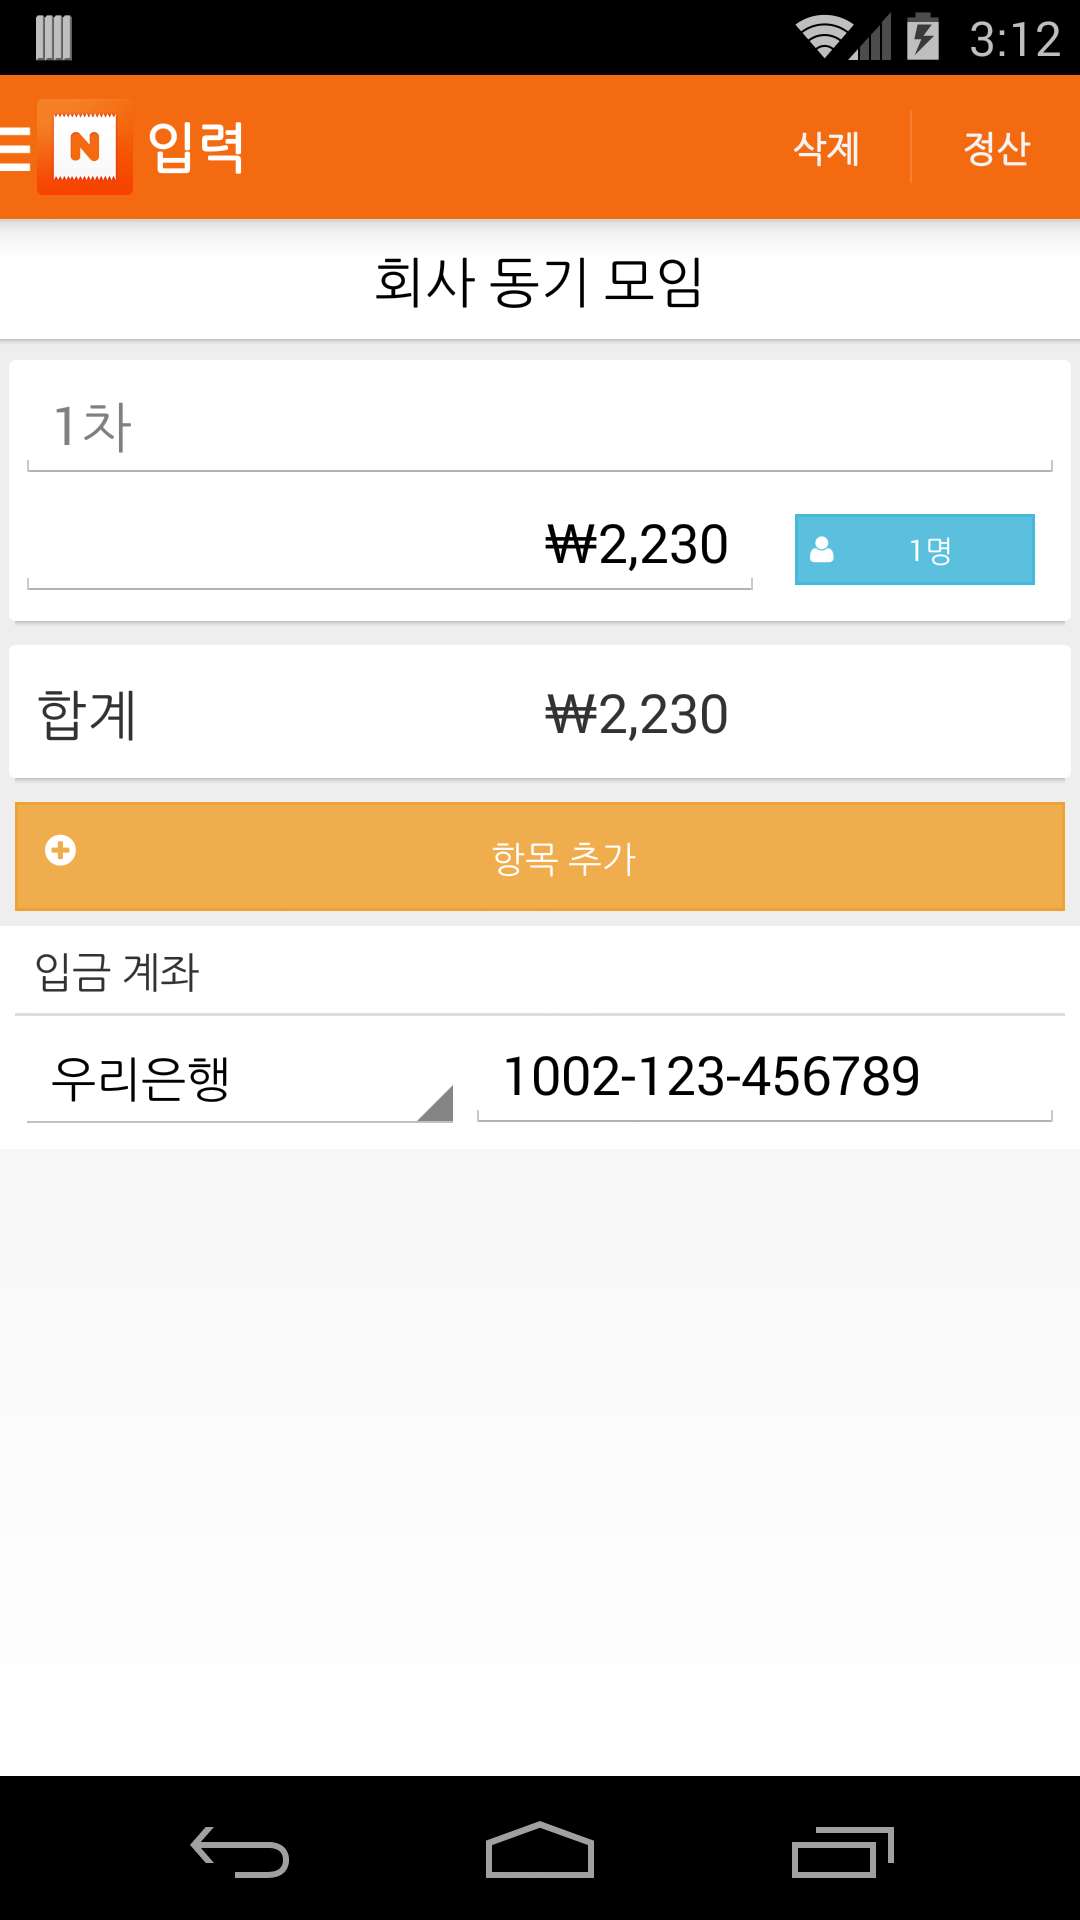 3:12
N 입력 삭제 정산
회사 동기 모임
1차
₩2,230 1명
합계 ₩2,230
항목 추가
입금 계좌
우리은행 1002-123-456789